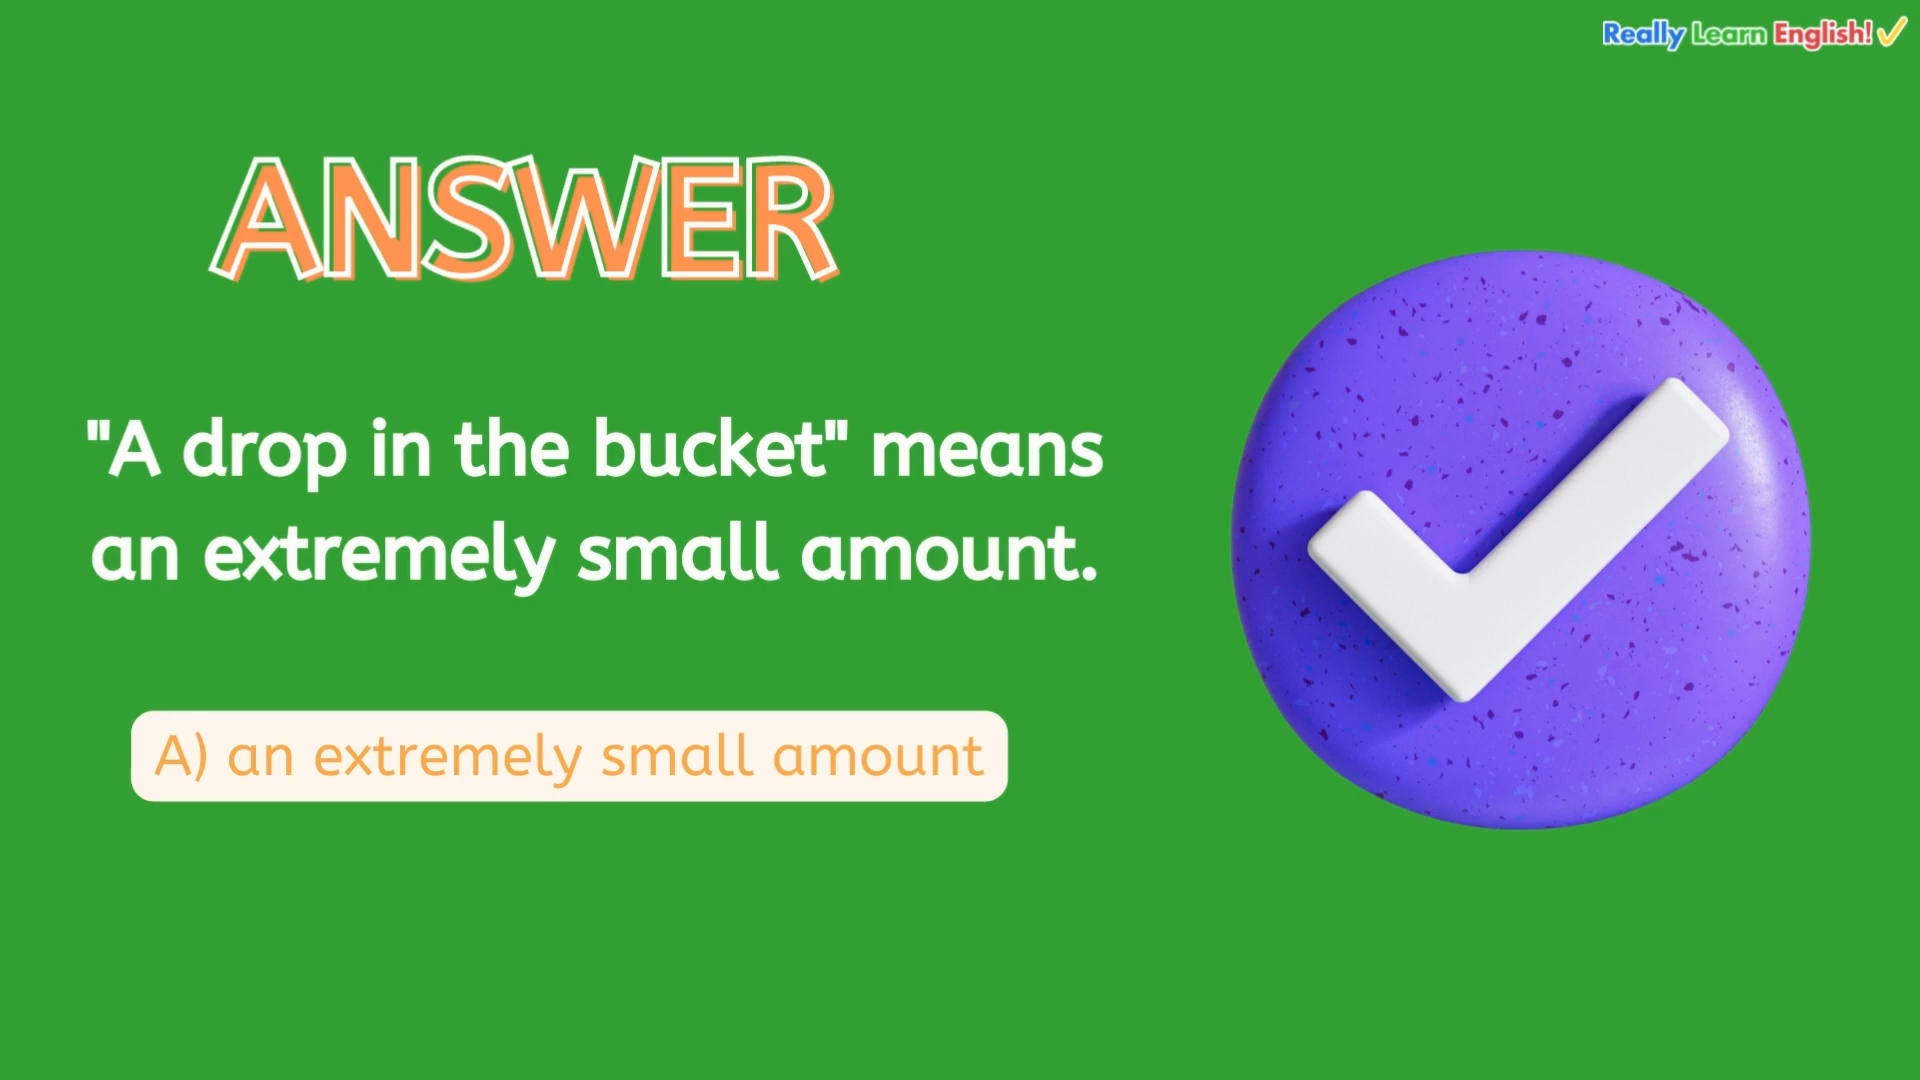 Really Learn English!
ANSWER
"A drop in the bucket" means
an extremely small amount.
A) an extremely small amount